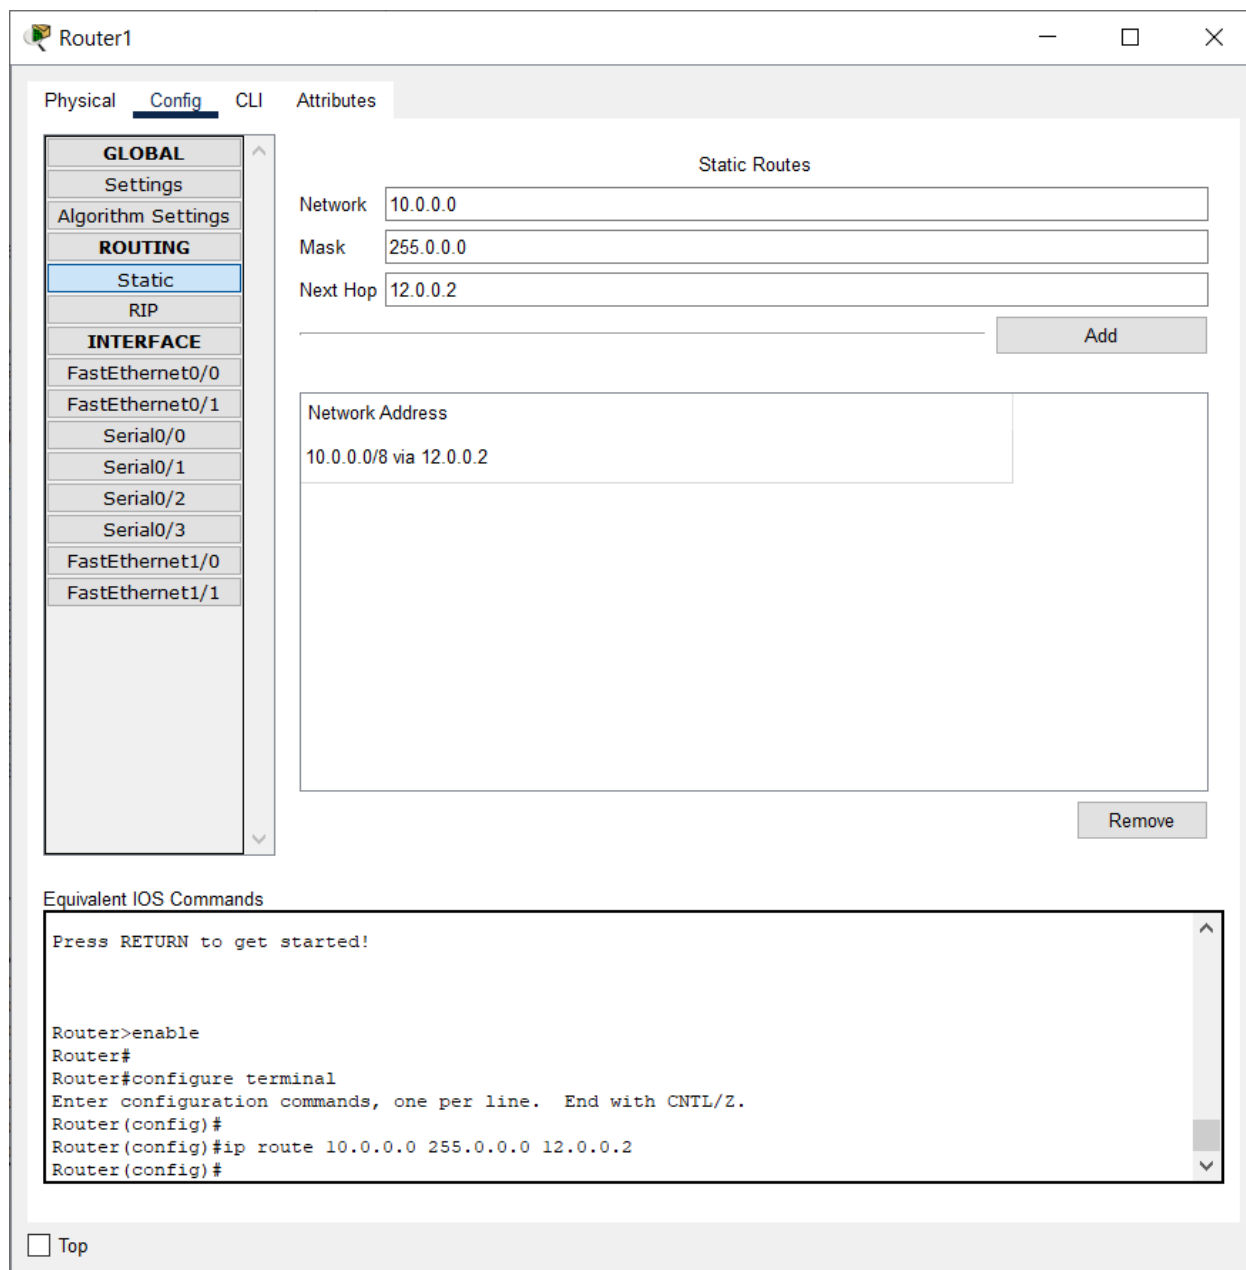 Router1
Physical Config CLI Attributes
GLOBAL
Settings
Algorithm Settings
ROUTING
Static
RIP
INTERFACE
FastEthernet0/0
FastEthernet0/1
Serial0/0
Serial0/1
Serial0/2
Serial0/3
FastEthernet1/0
FastEthernet1/1
Static Routes
Network 10.0.0.0
Mask 255.0.0.0
Next Hop 12.0.0.2
Add
Network Address
10.0.0.0/8 via 12.0.0.2
Remove
Equivalent IOS Commands
Press RETURN to get started!
Router>enable
Router#
Router#configure terminal
Enter configuration commands, one per line.  End with CNTL/Z.
Router(config)#
Router(config)#ip route 10.0.0.0 255.0.0.0 12.0.0.2
Router(config)#
Top